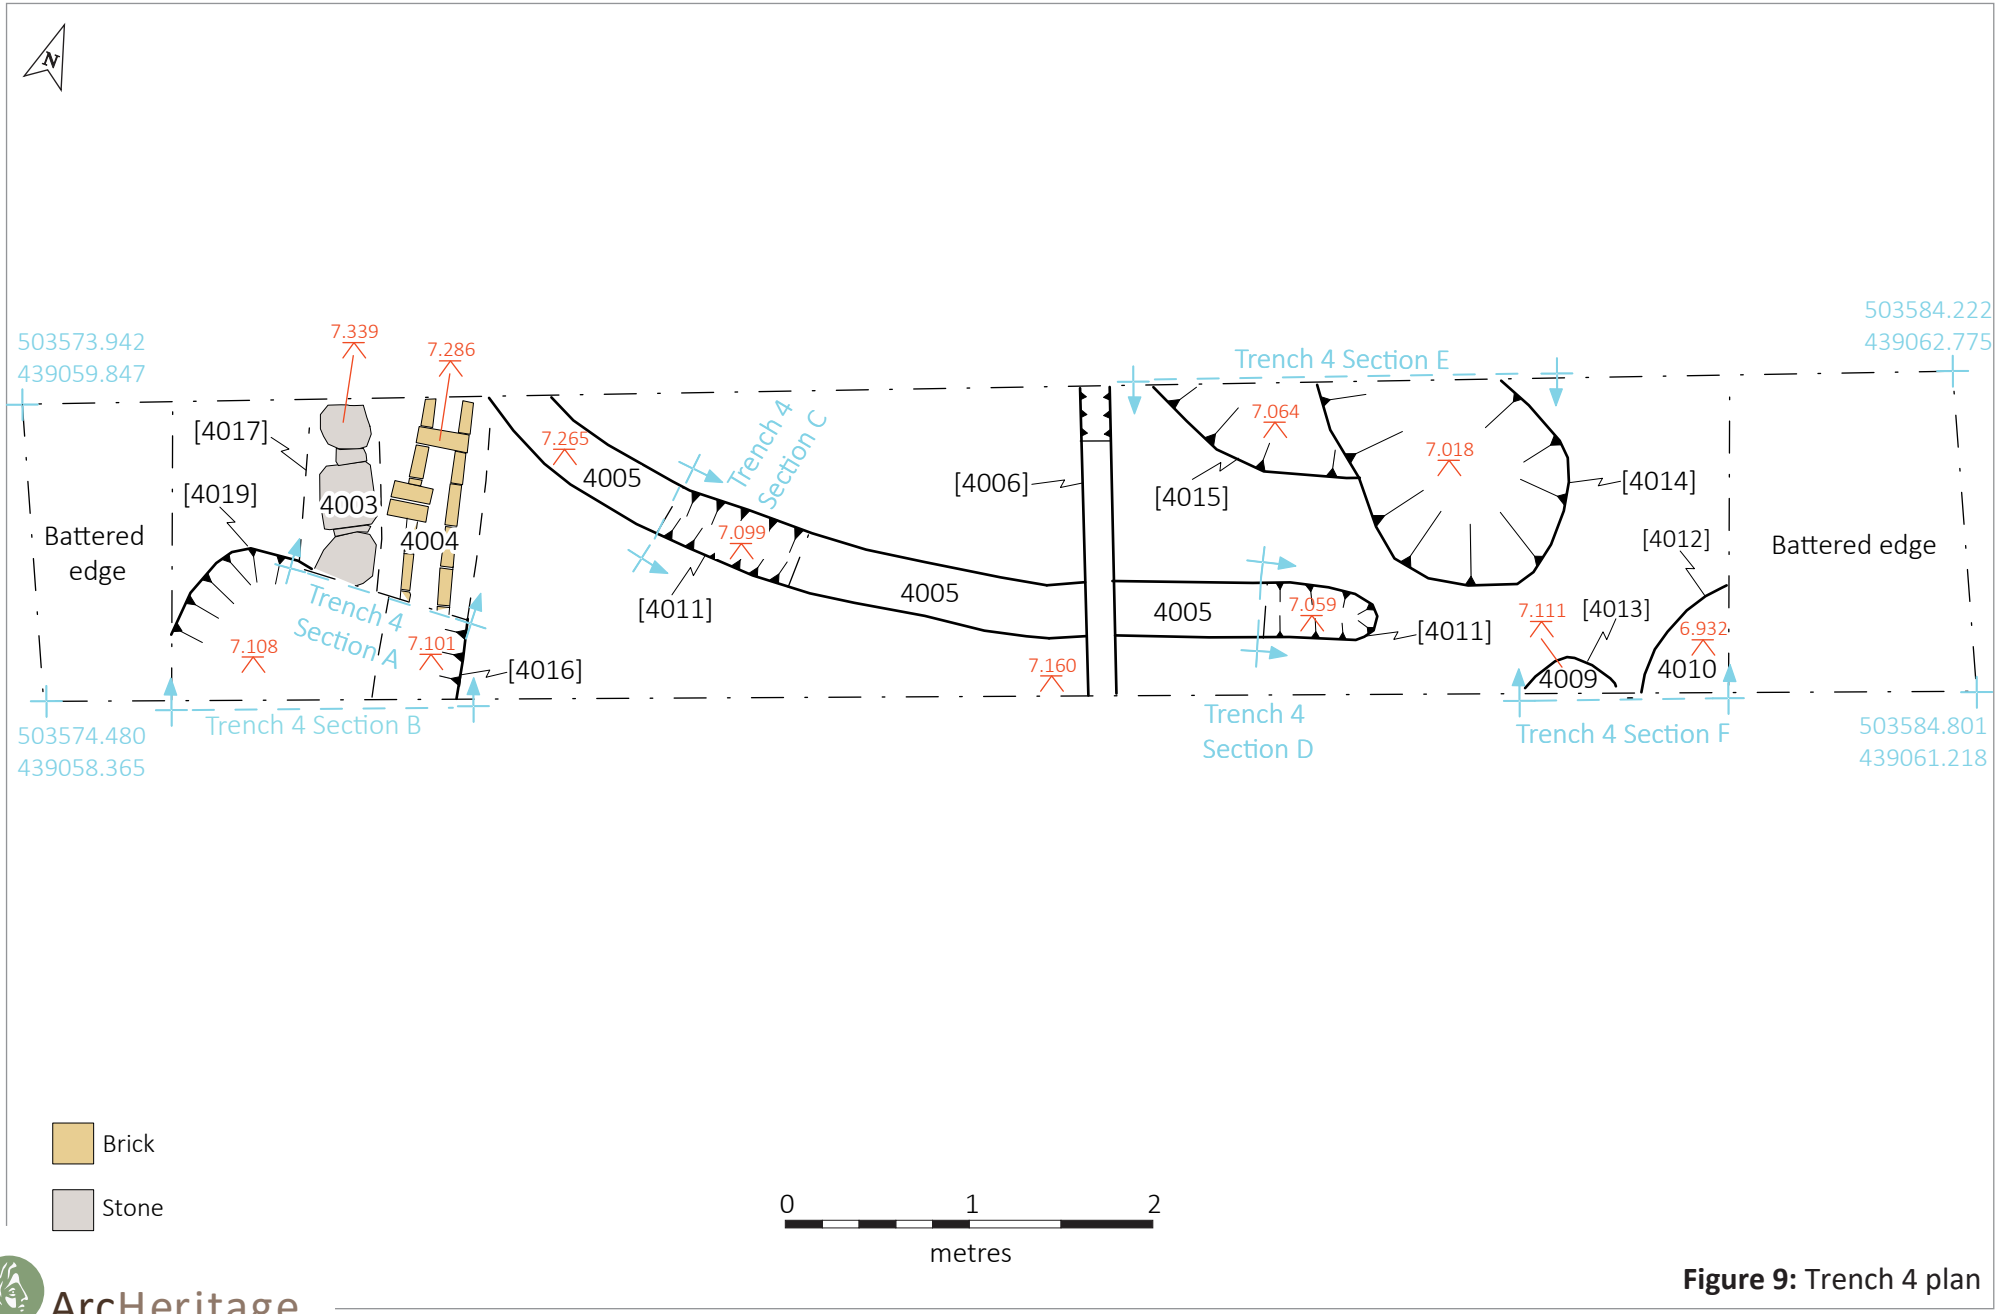 N
503573.942
439059.847
7.339
7.286
Trench 4 Section E
503584.222
439062.775
[4017]
[4019]
4003
4004
Battered
edge
7.265
4005
Trench 4
Section C
7.099
[4011]
4005
[4006]
[4015]
7.064
7.018
[4014]
[4012]
Battered edge
Trench 4
Section A
7.108
7.101
[4016]
7.160
4005
7.059
[4011]
7.111
[4013]
4009
6.932
4010
503574.480
439058.365
Trench 4 Section B
Trench 4
Section D
Trench 4 Section F
503584.801
439061.218
Brick
Stone
0 1 2
metres
ArcHeritage
Figure 9: Trench 4 plan